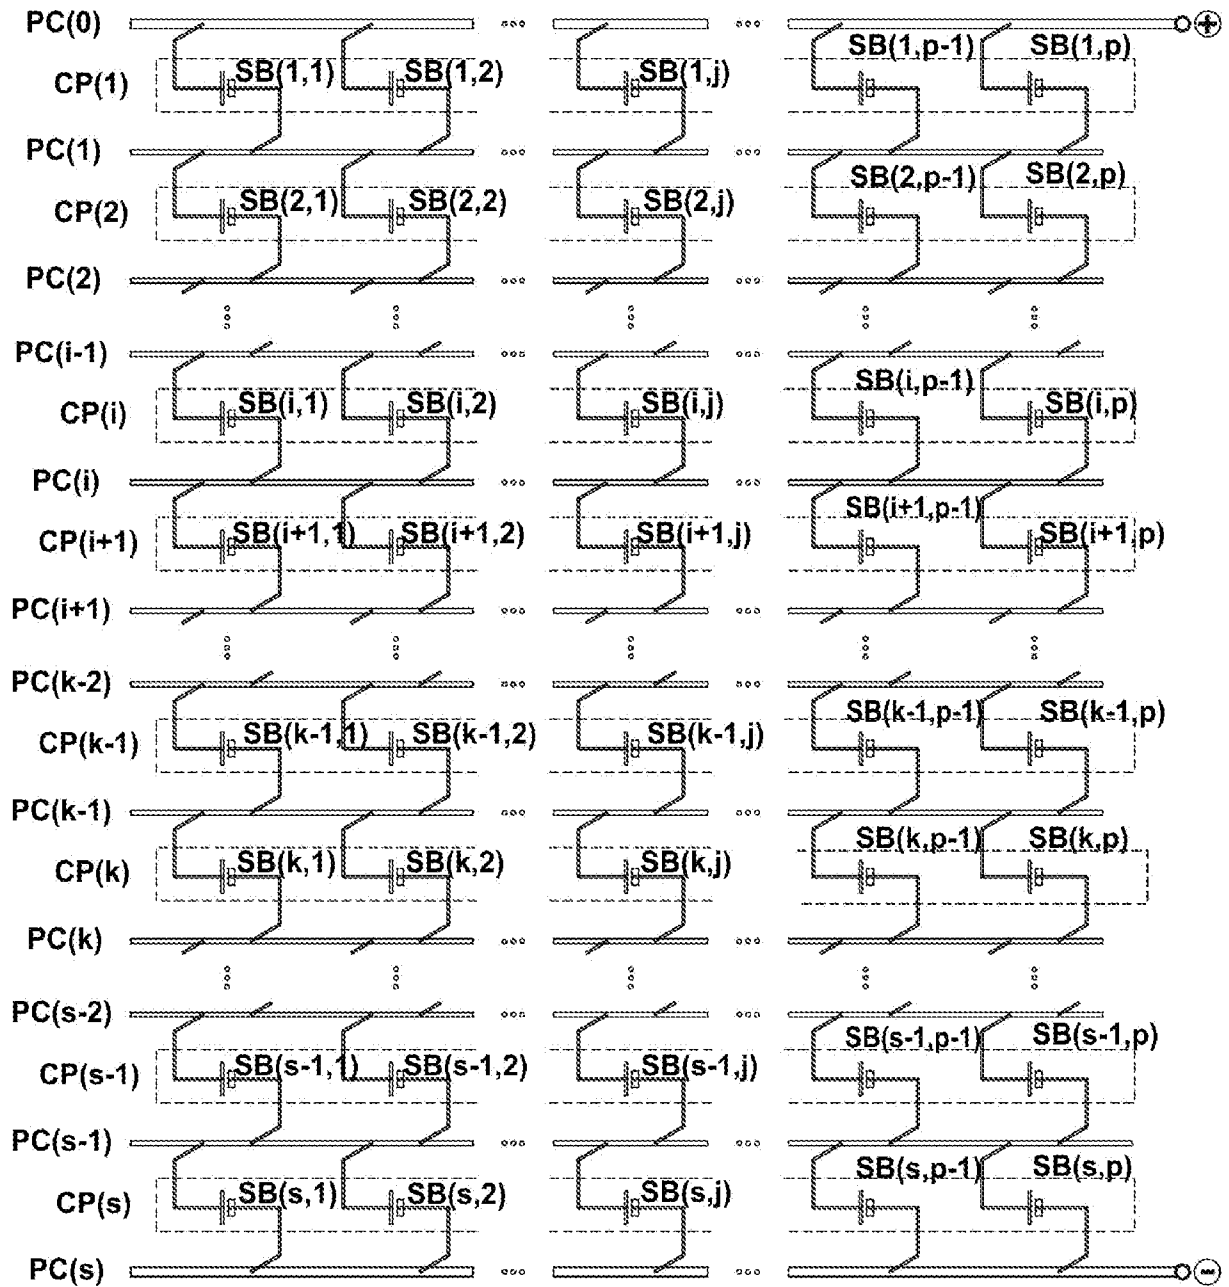 PC(0) ... ... +
CP(1) SB(1,1) SB(1,2) SB(1,j) SB(1,p-1) SB(1,p)
PC(1) ... ...
CP(2) SB(2,1) SB(2,2) SB(2,j) SB(2,p-1) SB(2,p)
PC(2) ... ...
PC(i-1) ... ...
CP(i) SB(i,1) SB(i,2) SB(i,j) SB(i,p-1) SB(i,p)
PC(i) ... ...
CP(i+1) SB(i+1,1) SB(i+1,2) SB(i+1,j) SB(i+1,p-1) SB(i+1,p)
PC(i+1) ... ...
PC(k-2) ... ...
CP(k-1) SB(k-1,1) SB(k-1,2) SB(k-1,j) SB(k-1,p-1) SB(k-1,p)
PC(k-1) ... ...
CP(k) SB(k,1) SB(k,2) SB(k,j) SB(k,p-1) SB(k,p)
PC(k) ... ...
PC(s-2) ... ...
CP(s-1) SB(s-1,1) SB(s-1,2) SB(s-1,j) SB(s-1,p-1) SB(s-1,p)
PC(s-1) ... ...
CP(s) SB(s,1) SB(s,2) SB(s,j) SB(s,p-1) SB(s,p)
PC(s) ... ... -